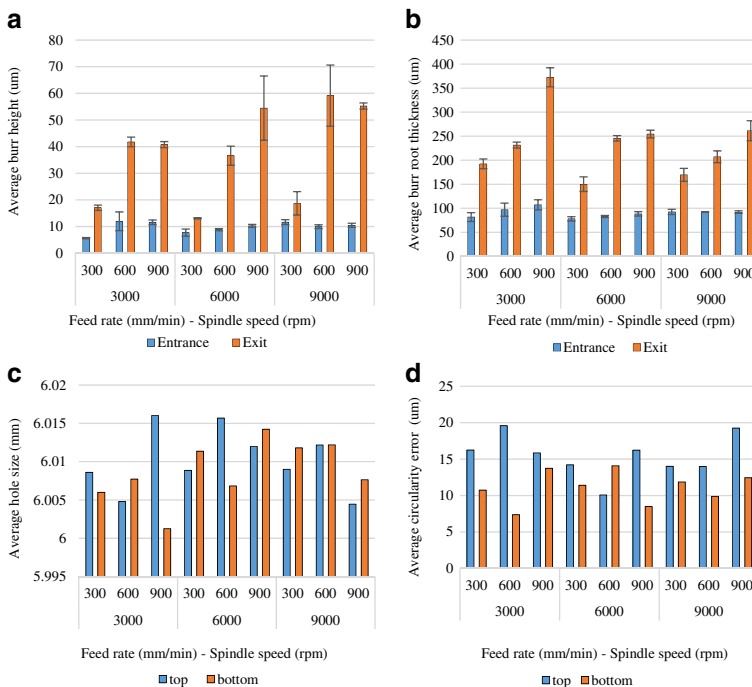 a
Average burr height (um)
80
70
60
50
40
30
20
10
0
300 600 900 300 600 900 300 600 900
3000 6000 9000
Feed rate (mm/min) - Spindle speed (rpm)
Entrance Exit
b
Average burr root thickness (um)
450
400
350
300
250
200
150
100
50
0
300 600 900 300 600 900 300 600 900
3000 6000 9000
Feed rate (mm/min) - Spindle speed (rpm)
Entrance Exit
c
Average hole size (mm)
6.02
6.015
6.01
6.005
6
5.995
300 600 900 300 600 900 300 600 900
3000 6000 9000
Feed rate (mm/min) - Spindle speed (rpm)
top bottom
d
Average circularity error (um)
25
20
15
10
5
0
300 600 900 300 600 900 300 600 900
3000 6000 9000
Feed rate (mm/min) - Spindle speed (rpm)
top bottom